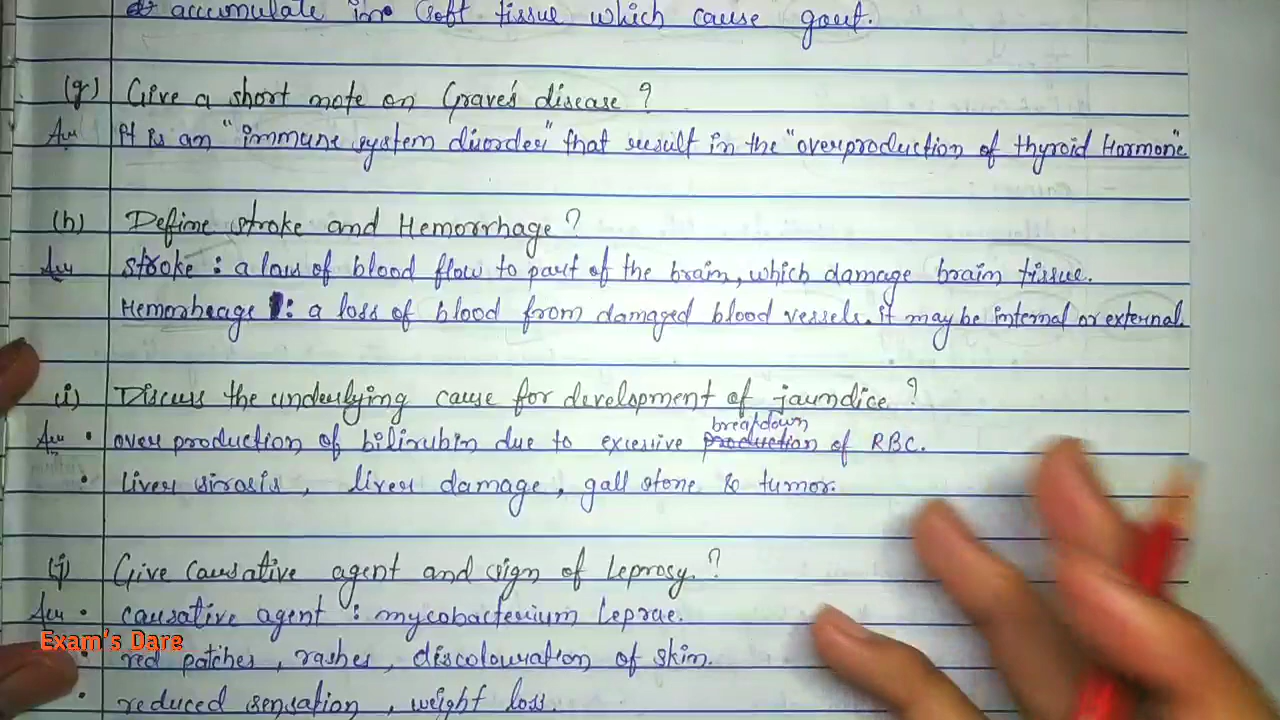 accumulate in soft tissue which cause gout.
(g) Give a short note on Grave's disease ?
Ans It is an "immune system disorder" that result in the "overproduction of thyroid Hormone"
(h) Define stroke and Hemorrhage ?
Ans stroke : a loss of blood flow to part of the brain, which damage brain tissue.
Hemorrheage : a loss of blood from damaged blood vessels. it may be internal or external.
(i) Discuss the underlying cause for development of jaundice ?
breakdown
Ans • over production of bilirubin due to excessive production of RBC.
• liver sirosis, liver damage, gall stone & tumor.
(j) Give causative agent and sign of Leprosy ?
Ans • causative agent : mycobacterium Leprae.
Exam's Dare
• red patches, rashes, discolouration of skin.
• reduced sensation, weight loss.